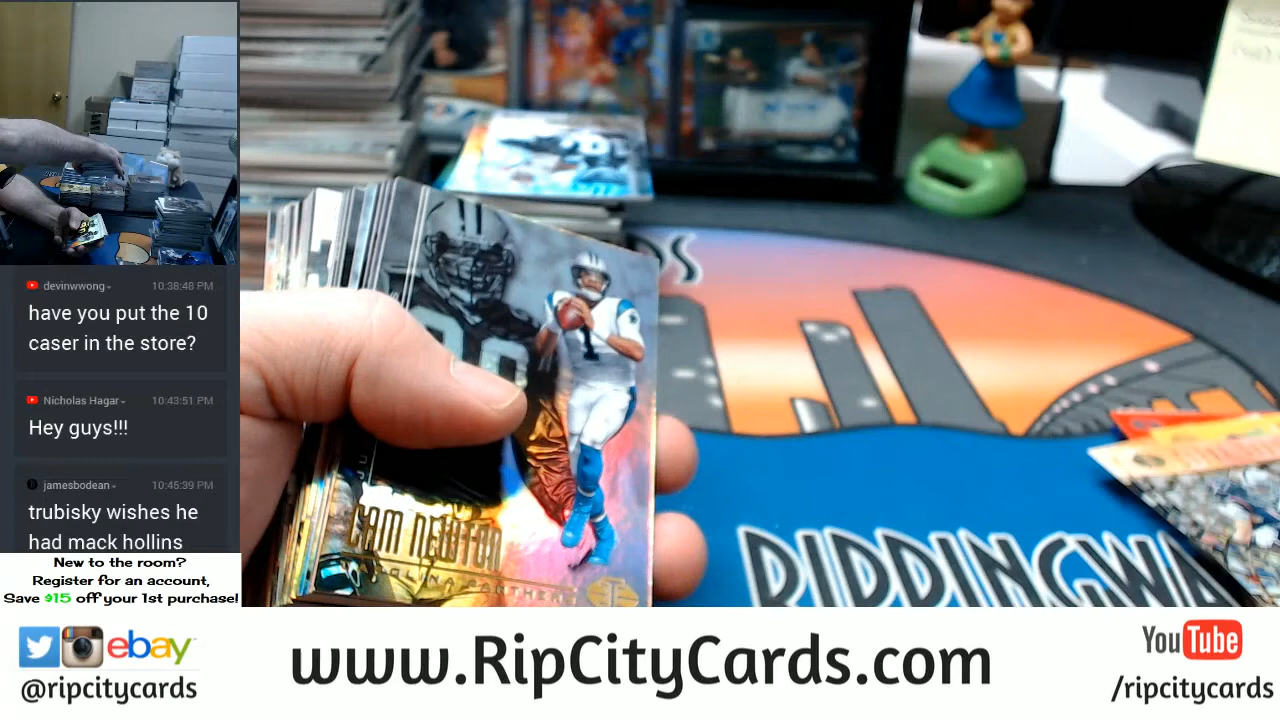 devinwwong
10:38:48 PM
have you put the 10
caser in the store?
Nicholas Hagar
10:43:51 PM
Hey guys!!!
jamesbodean
10:45:39 PM
trubisky wishes he
had mack hollins
New to the room?
Register for an account,
Save $15 off your 1st purchase!
CAM NEWTON
CAROLINA PANTHERS
1
RIPPINGWA
ebay
@ripcitycards
www.RipCityCards.com
YouTube
/ripcitycards